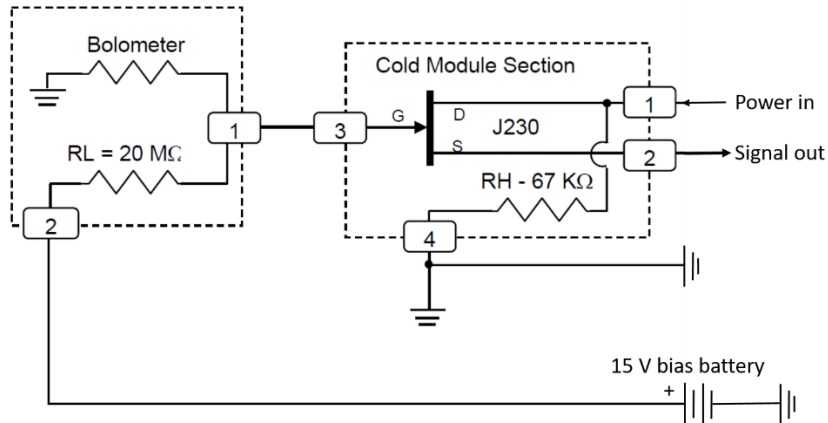 Bolometer
Cold Module Section
1
Power in
D
G
J230
1
3
S
2
Signal out
RL = 20 MΩ
RH - 67 KΩ
2
4
15 V bias battery
+